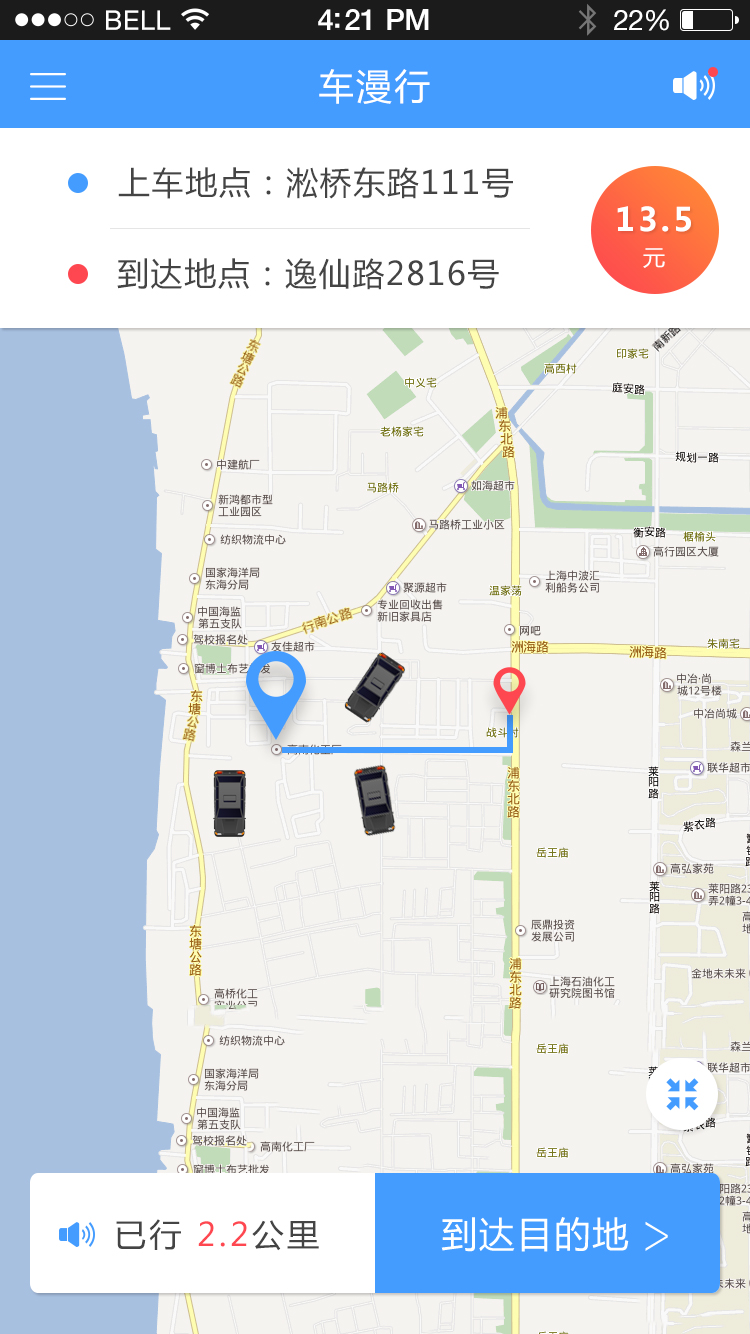 BELL
4:21 PM
22%
车漫行
上车地点：淞桥东路111号
13.5
元
到达地点：逸仙路2816号
东塘公路
南新路
印家宅
高西村
中义宅
庭安路
浦东北路
老杨家宅
规划一路
中建航厂
马路桥
如海超市
新鸿都市型
工业园区
马路桥工业小区
纺织物流中心
衡安路
椐榆头
高行园区大厦
国家海洋局
东海分局
聚源超市
温家荡
上海中波汇
利船务公司
专业回收出售
新旧家具店
中国海监
第五支队
行南公路
网吧
驾校报名处
友佳超市
洲海路
洲海路
朱南宅
窗博士布艺批发
中冶·尚
城12号楼
东塘公路
中冶尚城
战斗村
高南化工厂
森兰
联华超市
浦东北路
莱阳路
紫衣路
岳王庙
高弘家苑
莱阳路23
弄2幢3-4
莱阳路
辰鼎投资
发展公司
东塘公路
浦东北路
金地未未来
上海石油化工
研究院图书馆
高桥化工
实业公司
纺织物流中心
岳王庙
森兰
联华超市
国家海洋局
东海分局
中国海监
第五支队
驾校报名处
高南化工厂
岳王庙
窗博士布艺批发
高弘家苑
已行 2.2公里
到达目的地 >